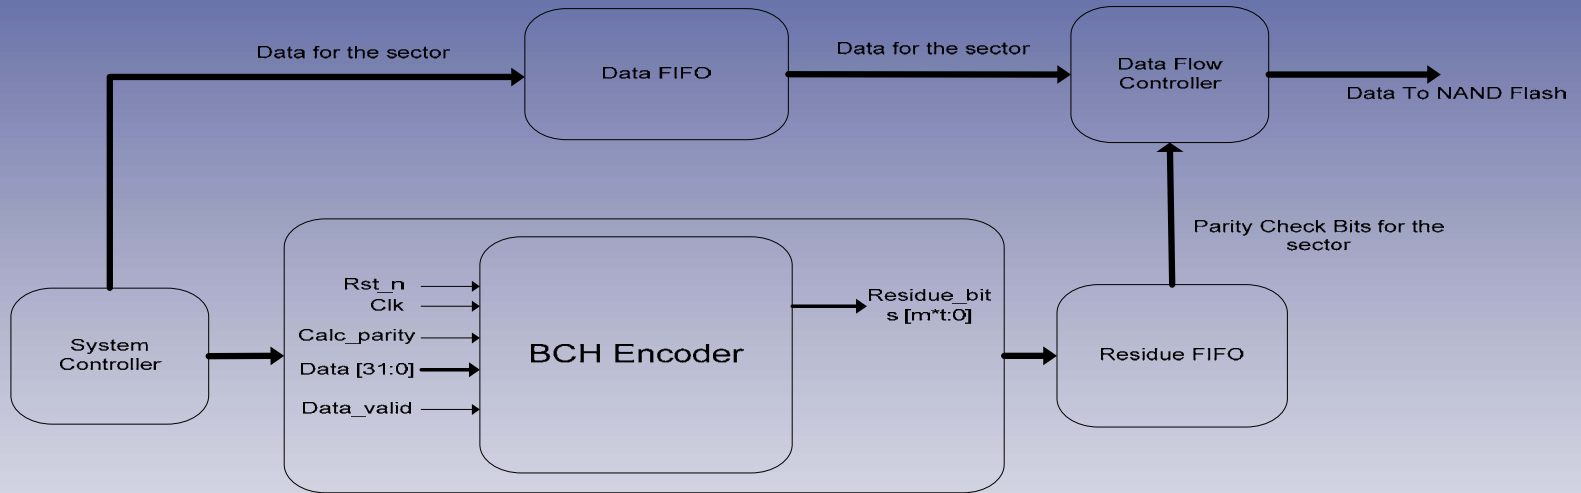 Data for the sector
Data FIFO
Data for the sector
Data Flow
Controller
Data To NAND Flash
Parity Check Bits for the
sector
System
Controller
Rst_n
Clk
Calc_parity
Data [31:0]
Data_valid
BCH Encoder
Residue_bit
s [m*t:0]
Residue FIFO